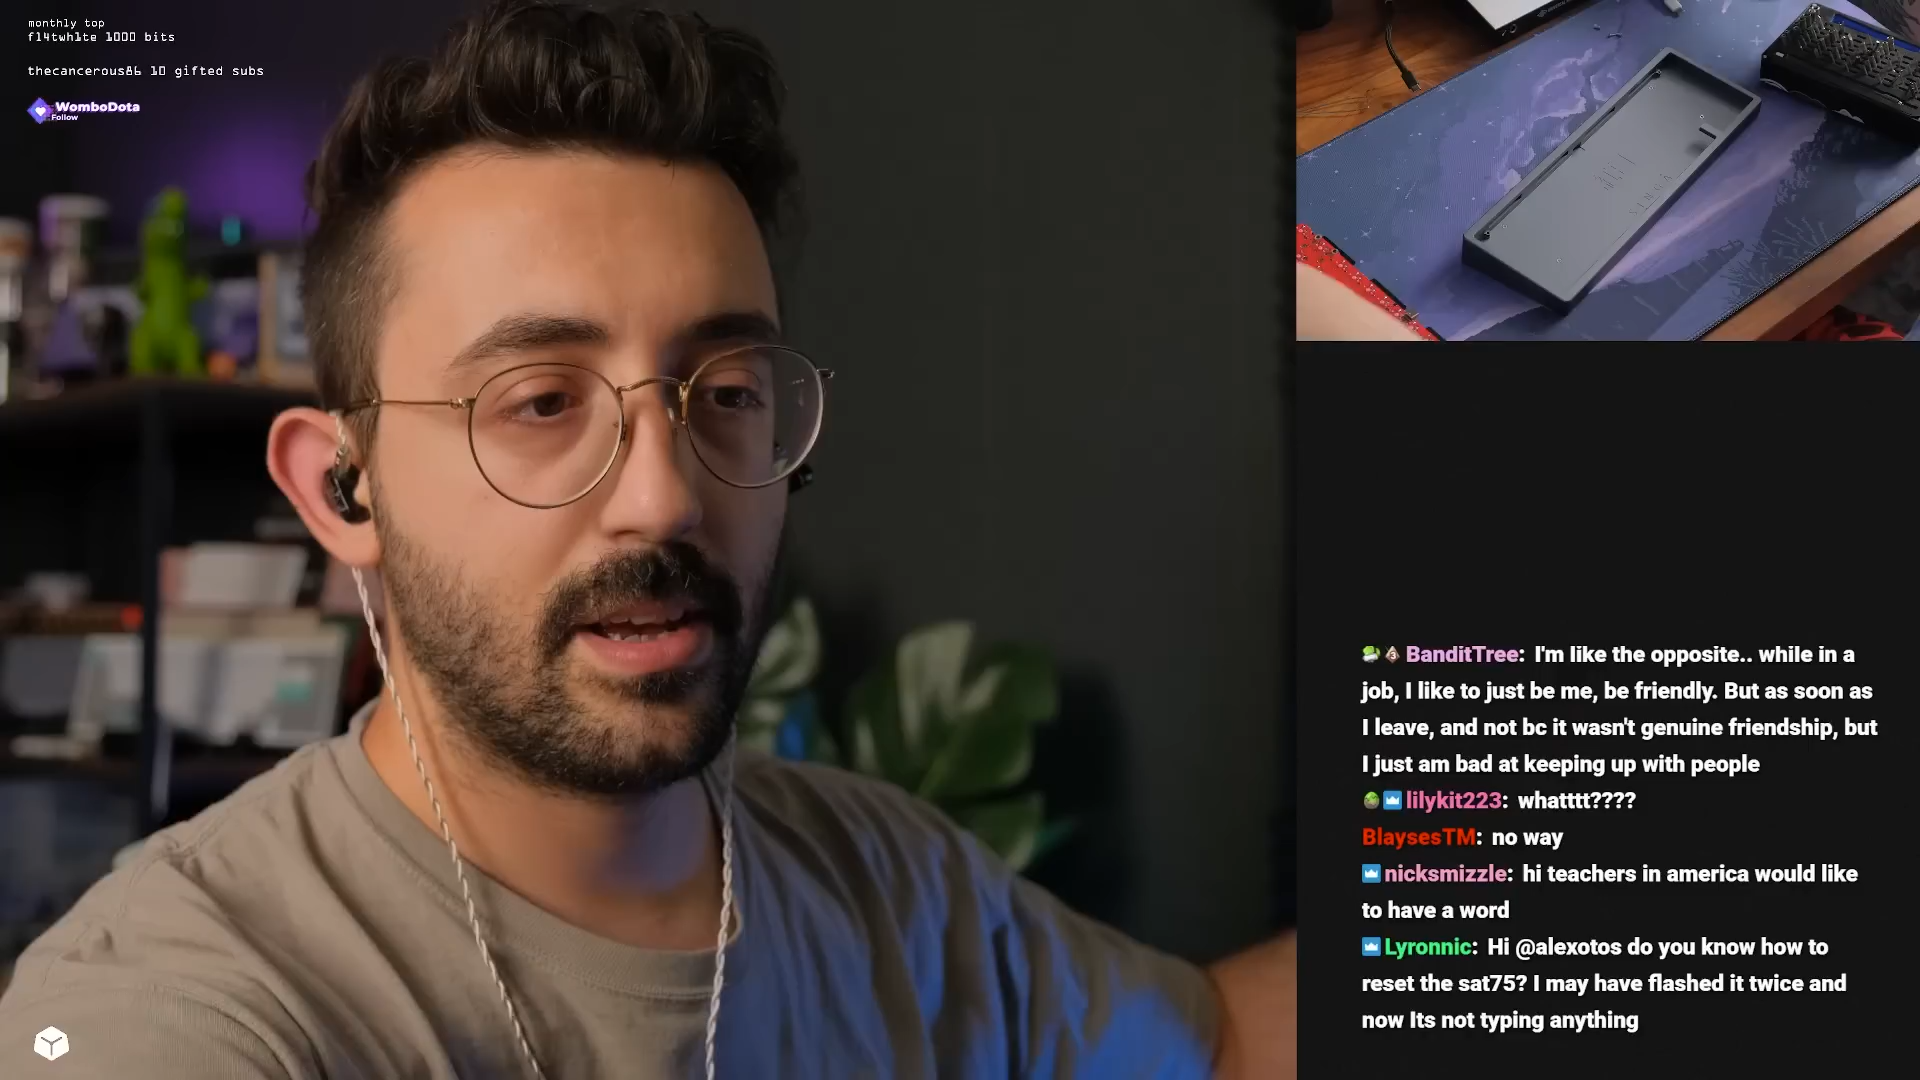 monthly top
fl4twh1te 1000 bits
thecancerous86 10 gifted subs
WomboDota
Follow
BanditTree: I'm like the opposite.. while in a
job, I like to just be me, be friendly. But as soon as
I leave, and not bc it wasn't genuine friendship, but
I just am bad at keeping up with people
lilykit223: whatttt????
BlaysesTM: no way
nicksmizzle: hi teachers in america would like
to have a word
Lyronnic: Hi @alexotos do you know how to
reset the sat75? I may have flashed it twice and
now Its not typing anything